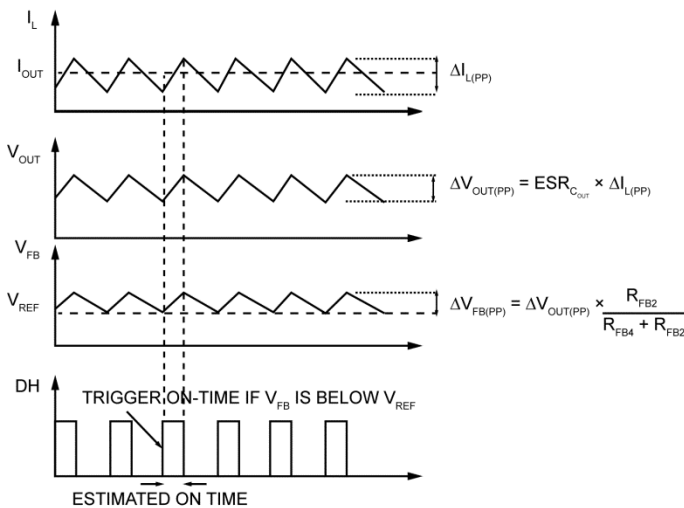 I_L
I_OUT
ΔI_L(PP)
V_OUT
ΔV_OUT(PP) = ESR_C_OUT × ΔI_L(PP)
V_FB
V_REF
ΔV_FB(PP) = ΔV_OUT(PP) × R_FB2 / R_FB4 + R_FB2
DH
TRIGGER ON-TIME IF V_FB IS BELOW V_REF
ESTIMATED ON TIME